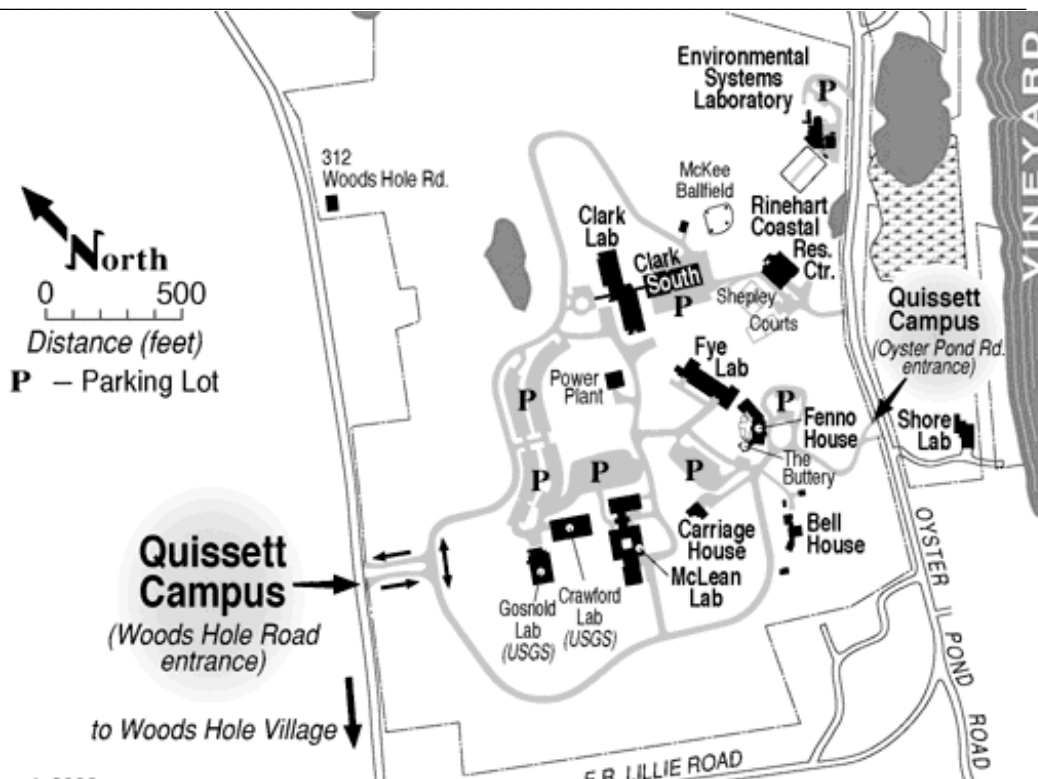 Environmental
Systems
Laboratory
P
VINEYARD
312
Woods Hole Rd.
McKee
Ballfield
Rinehart
Coastal
Res.
Ctr.
Clark
Lab
Clark
South
P
North
0 500
Distance (feet)
P – Parking Lot
Shepley
Courts
Quissett
Campus
(Oyster Pond Rd.
entrance)
Fye
Lab
Power
Plant
P
P
Fenno
House
Shore
Lab
The
Buttery
P
P
P
Carriage
House
Bell
House
McLean
Lab
Quissett
Campus
(Woods Hole Road
entrance)
Gosnold
Lab
(USGS)
Crawford
Lab
(USGS)
OYSTER POND ROAD
to Woods Hole Village
F.R. LILLIE ROAD